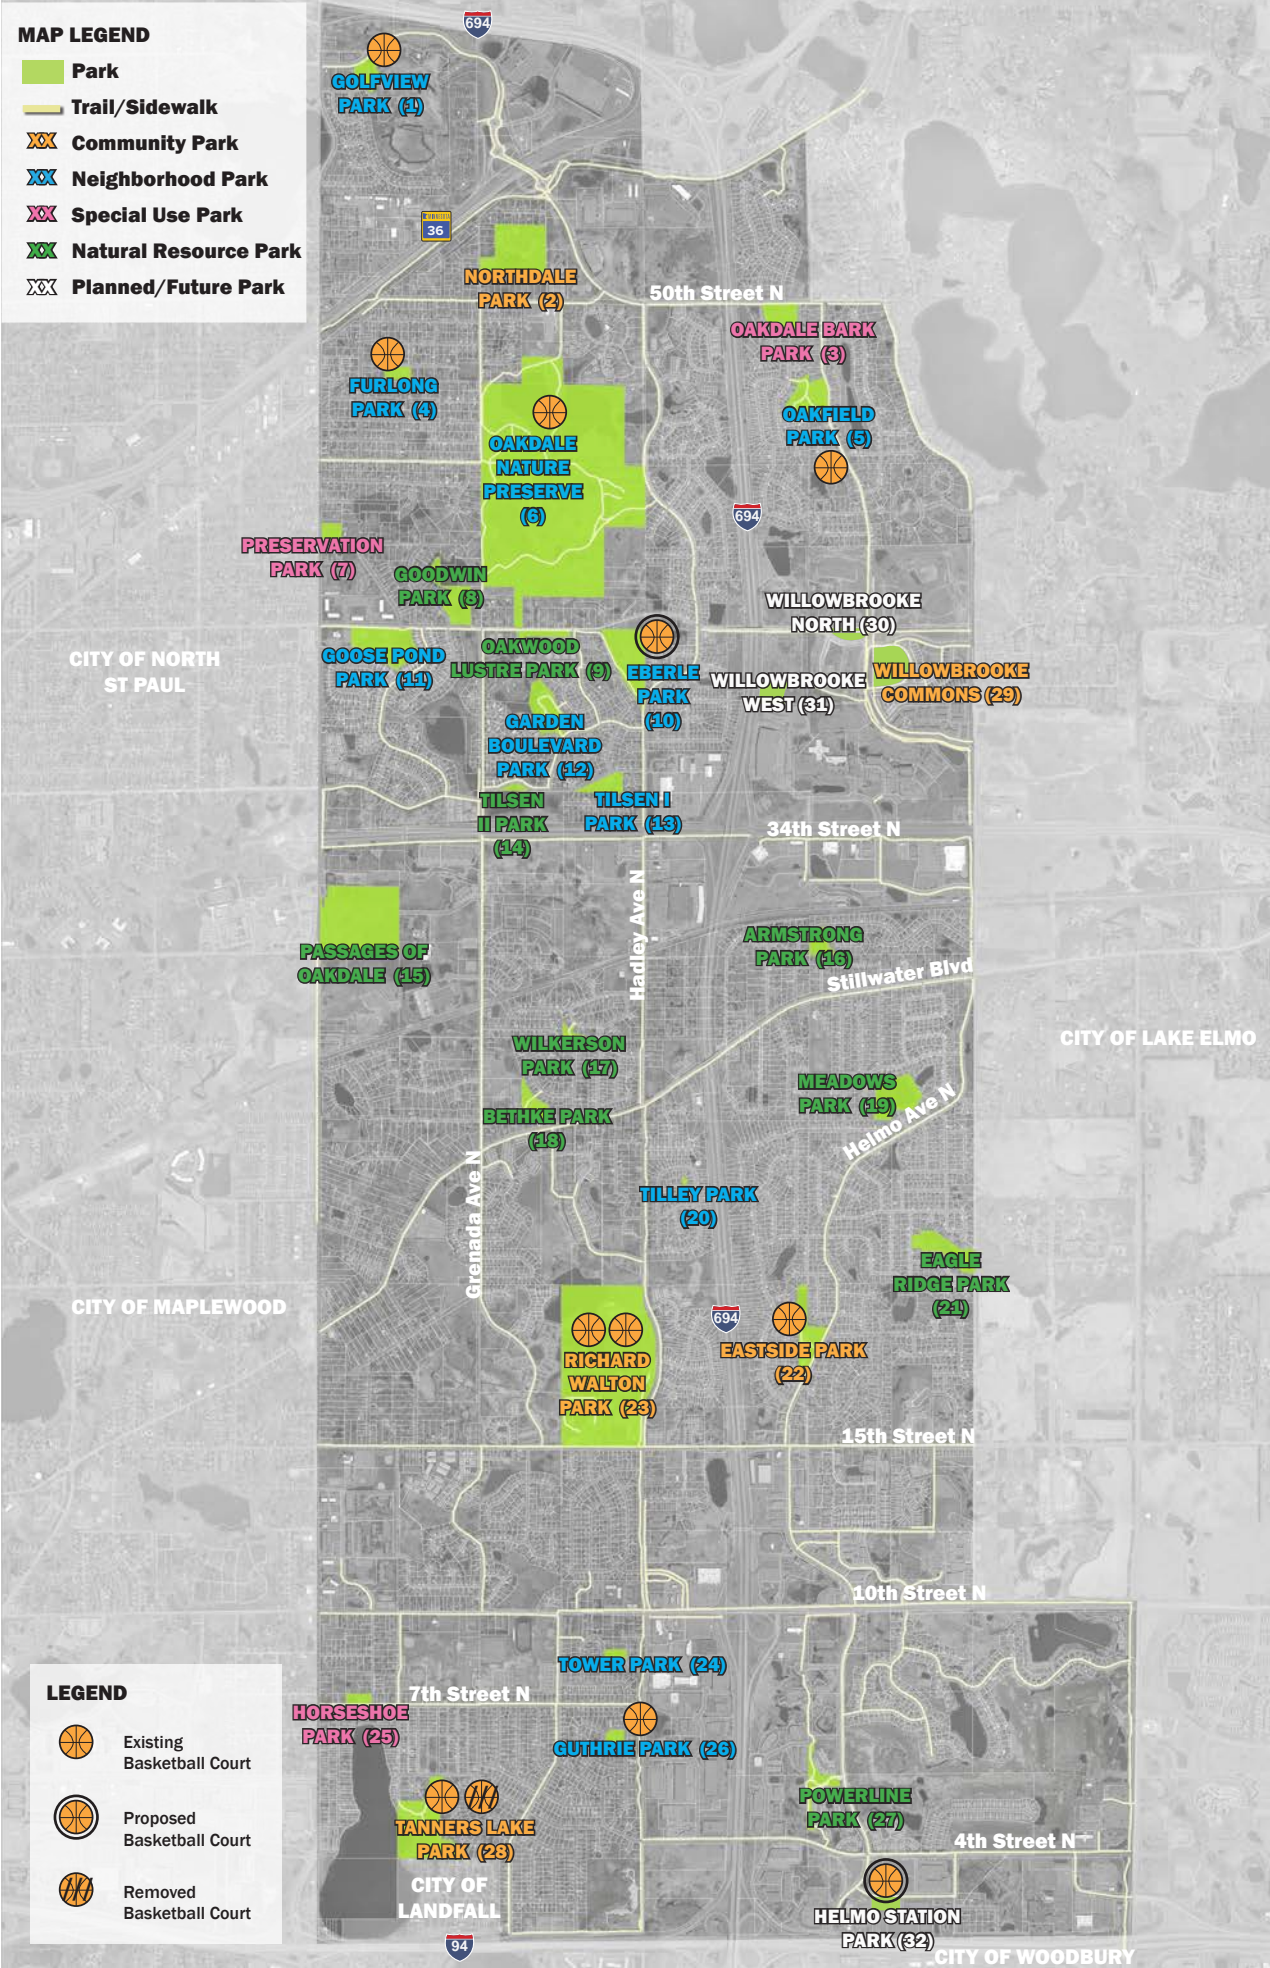 MAP LEGEND
Park
Trail/Sidewalk
XX Community Park
XX Neighborhood Park
XX Special Use Park
XX Natural Resource Park
XX Planned/Future Park
694
GOLFVIEW
PARK (1)
36
NORTHDALE
PARK (2)
50th Street N
OAKDALE BARK
PARK (3)
FURLONG
PARK (4)
OAKFIELD
PARK (5)
OAKDALE
NATURE
PRESERVE
(6)
694
PRESERVATION
PARK (7)
GOODWIN
PARK (8)
WILLOWBROOKE
NORTH (30)
CITY OF NORTH
ST PAUL
GOOSE POND
PARK (11)
OAKWOOD
LUSTRE PARK (9)
EBERLE
PARK
(10)
WILLOWBROOKE
WEST (31)
WILLOWBROOKE
COMMONS (29)
GARDEN
BOULEVARD
PARK (12)
TILSEN
II PARK
(14)
TILSEN I
PARK (13)
34th Street N
Hadley Ave N
PASSAGES OF
OAKDALE (15)
ARMSTRONG
PARK (16)
Stillwater Blvd
CITY OF LAKE ELMO
WILKERSON
PARK (17)
MEADOWS
PARK (19)
Helmo Ave N
BETHKE PARK
(18)
Grenada Ave N
TILLEY PARK
(20)
EAGLE
RIDGE PARK
(21)
CITY OF MAPLEWOOD
694
EASTSIDE PARK
(22)
RICHARD
WALTON
PARK (23)
15th Street N
10th Street N
TOWER PARK (24)
7th Street N
HORSESHOE
PARK (25)
GUTHRIE PARK (26)
POWERLINE
PARK (27)
TANNERS LAKE
PARK (28)
4th Street N
CITY OF
LANDFALL
HELMO STATION
PARK (32)
94
CITY OF WOODBURY
LEGEND
Existing
Basketball Court
Proposed
Basketball Court
Removed
Basketball Court